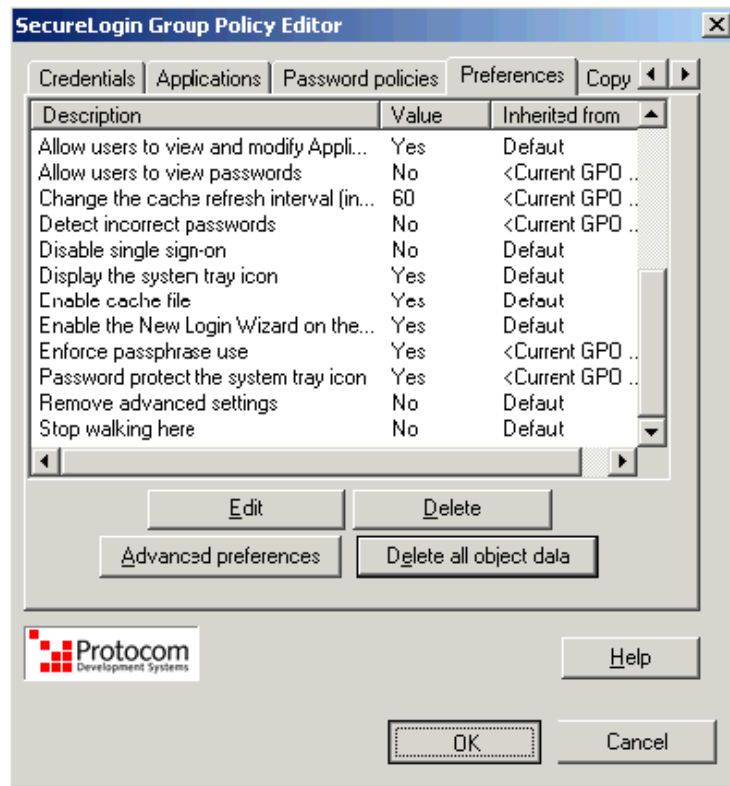 SecureLogin Group Policy Editor
Credentials Applications Password policies Preferences Copy
Description Value Inherited from
Allow users to view and modify Appli... Yes Defaut
Allow users to view passwords No <Current GPO ..
Change the cache refresh interval (in... 60 <Current GPO ..
Detect incorrect passwords No <Current GPO ..
Disable single sign-on No Defaut
Display the system tray icon Yes Defaut
Enable cache file Yes Defaut
Enable the New Login Wizard on the... Yes Defaut
Enforce passphrase use Yes <Current GPO ..
Password protect the system tray icon Yes <Current GPO ..
Remove advanced settings No Defaut
Stop walking here No Defaut
Edit Delete
Advanced preferences Delete all object data
Protocom
Development Systems
Help
OK Cancel